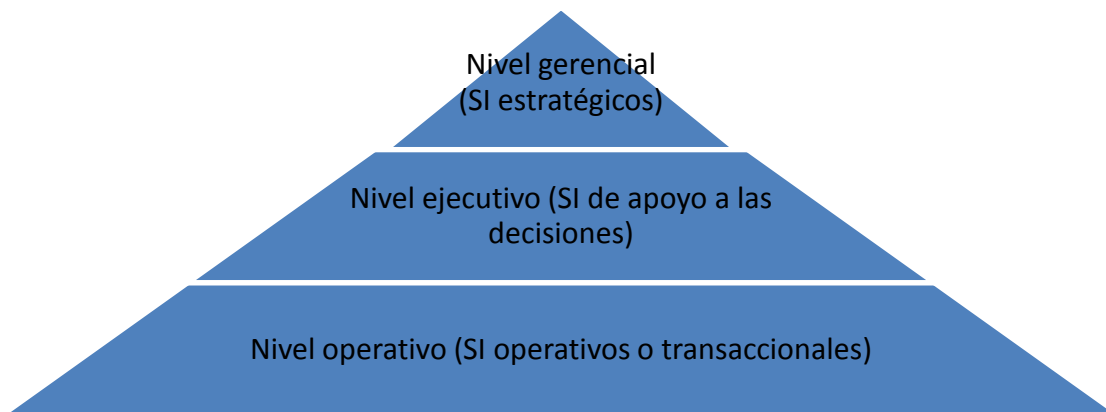 Nivel gerencial
(SI estratégicos)
Nivel ejecutivo (SI de apoyo a las
decisiones)
Nivel operativo (SI operativos o transaccionales)